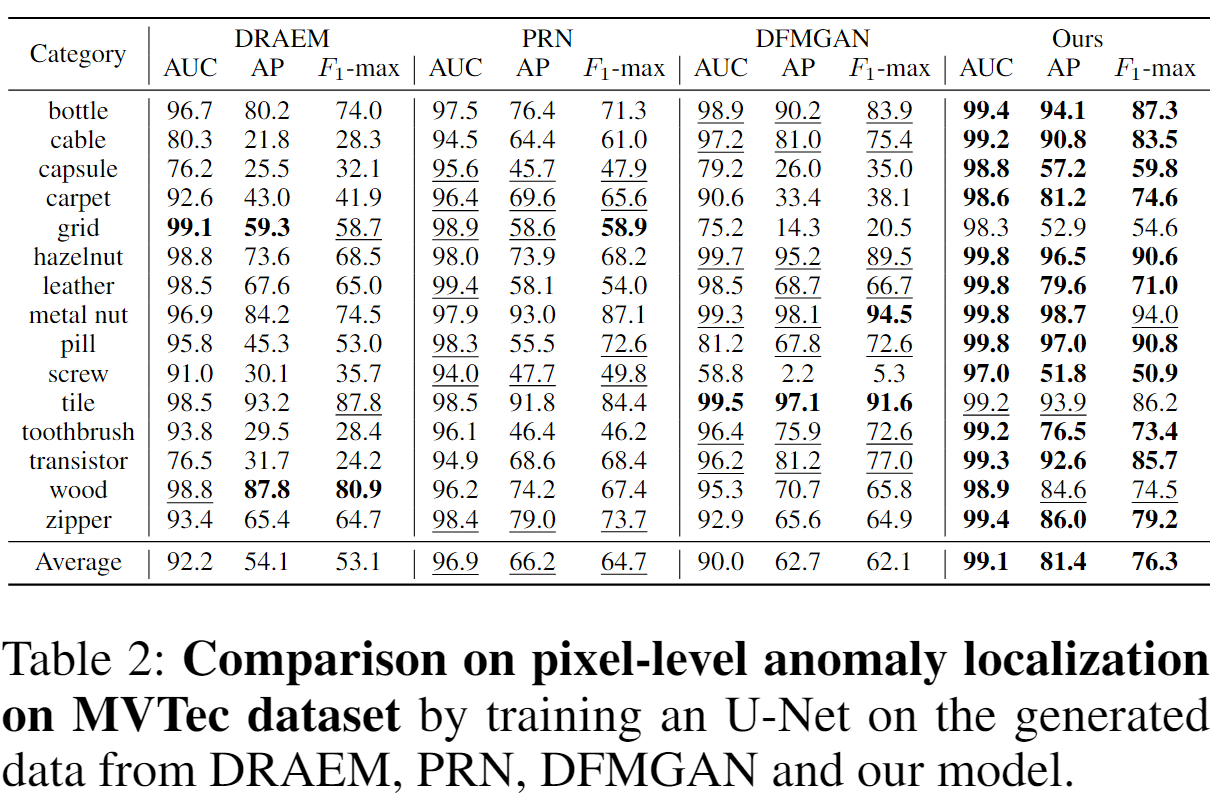 Category DRAEM PRN DFMGAN Ours
AUC AP F1-max AUC AP F1-max AUC AP F1-max AUC AP F1-max
bottle 96.7 80.2 74.0 97.5 76.4 71.3 98.9 90.2 83.9 99.4 94.1 87.3
cable 80.3 21.8 28.3 94.5 64.4 61.0 97.2 81.0 75.4 99.2 90.8 83.5
capsule 76.2 25.5 32.1 95.6 45.7 47.9 79.2 26.0 35.0 98.8 57.2 59.8
carpet 92.6 43.0 41.9 96.4 69.6 65.6 90.6 33.4 38.1 98.6 81.2 74.6
grid 99.1 59.3 58.7 98.9 58.6 58.9 75.2 14.3 20.5 98.3 52.9 54.6
hazelnut 98.8 73.6 68.5 98.0 73.9 68.2 99.7 95.2 89.5 99.8 96.5 90.6
leather 98.5 67.6 65.0 99.4 58.1 54.0 98.5 68.7 66.7 99.8 79.6 71.0
metal nut 96.9 84.2 74.5 97.9 93.0 87.1 99.3 98.1 94.5 99.8 98.7 94.0
pill 95.8 45.3 53.0 98.3 55.5 72.6 81.2 67.8 72.6 99.8 97.0 90.8
screw 91.0 30.1 35.7 94.0 47.7 49.8 58.8 2.2 5.3 97.0 51.8 50.9
tile 98.5 93.2 87.8 98.5 91.8 84.4 99.5 97.1 91.6 99.2 93.9 86.2
toothbrush 93.8 29.5 28.4 96.1 46.4 46.2 96.4 75.9 72.6 99.2 76.5 73.4
transistor 76.5 31.7 24.2 94.9 68.6 68.4 96.2 81.2 77.0 99.3 92.6 85.7
wood 98.8 87.8 80.9 96.2 74.2 67.4 95.3 70.7 65.8 98.9 84.6 74.5
zipper 93.4 65.4 64.7 98.4 79.0 73.7 92.9 65.6 64.9 99.4 86.0 79.2
Average 92.2 54.1 53.1 96.9 66.2 64.7 90.0 62.7 62.1 99.1 81.4 76.3
Table 2: Comparison on pixel-level anomaly localization
on MVTec dataset by training an U-Net on the generated
data from DRAEM, PRN, DFMGAN and our model.